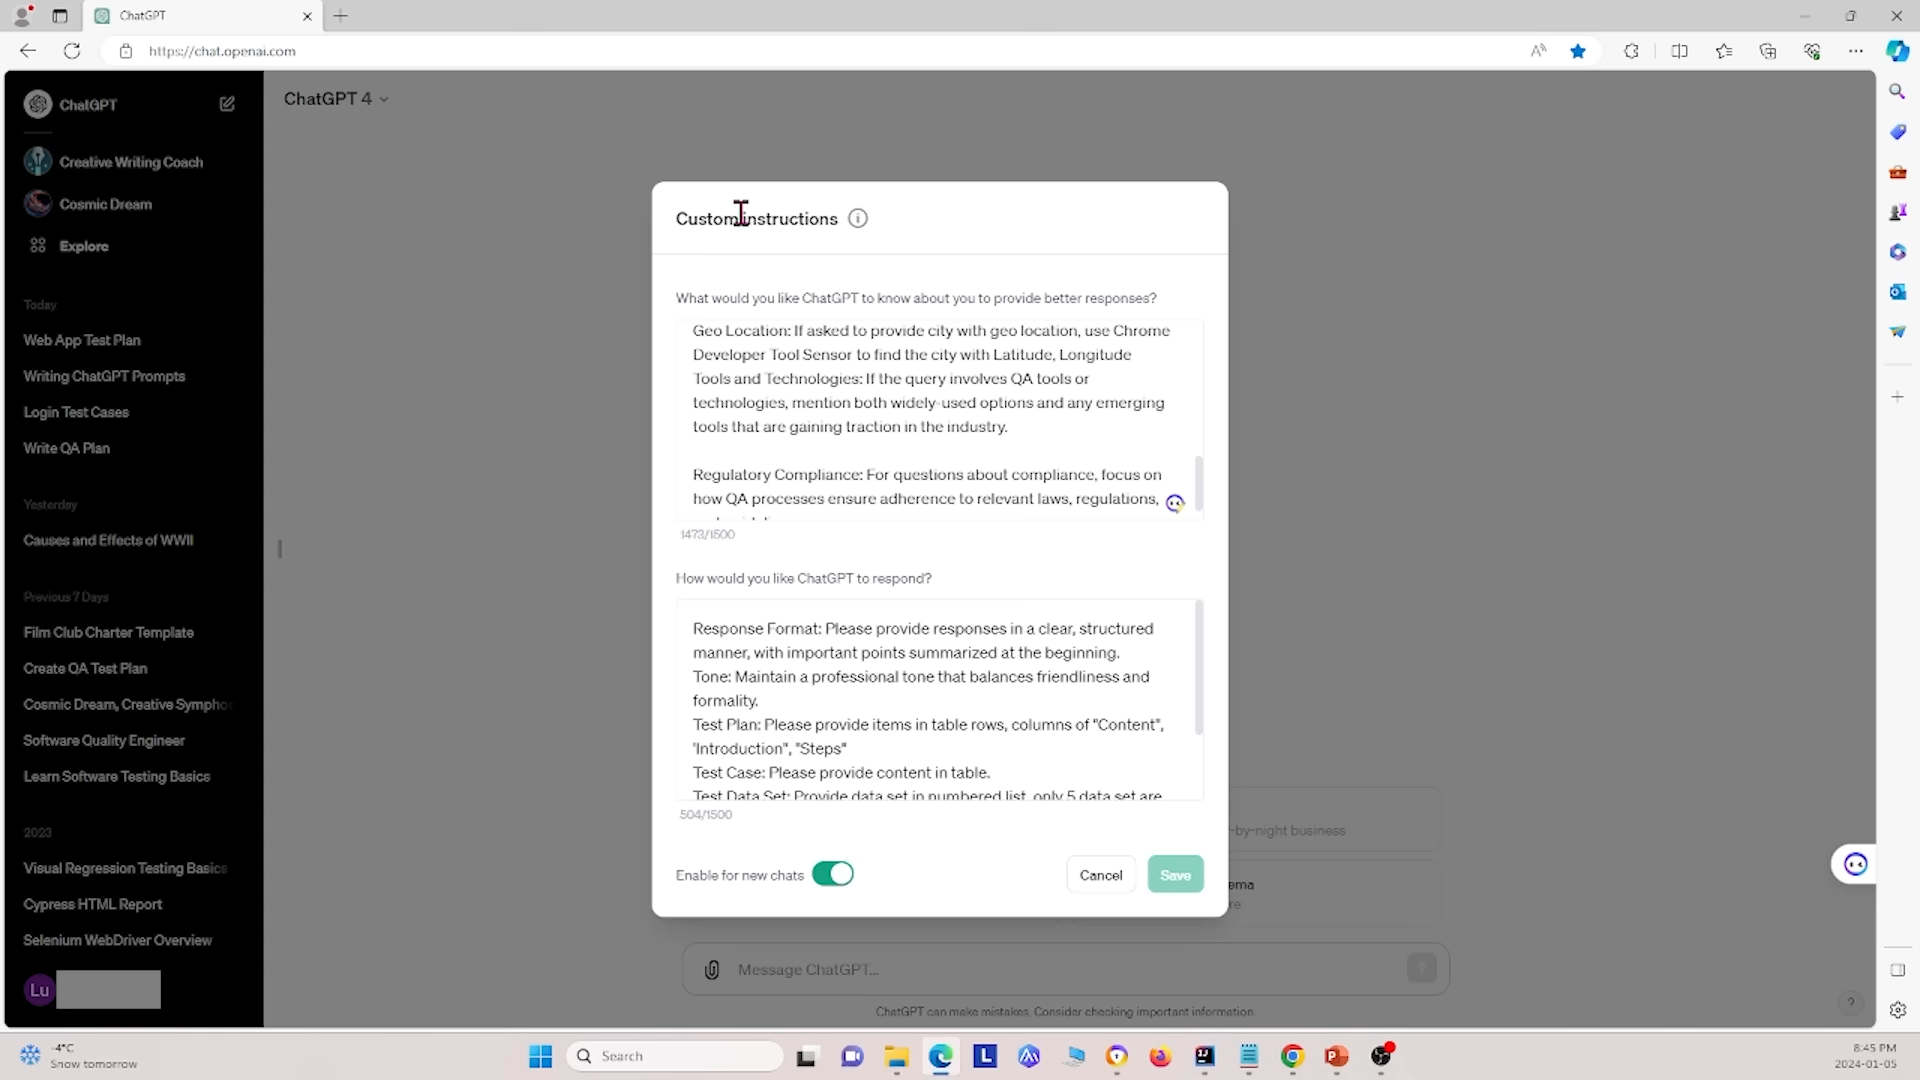 ChatGPT
https://chat.openai.com
ChatGPT
Creative Writing Coach
Cosmic Dream
Explore
Today
Web App Test Plan
Writing ChatGPT Prompts
Login Test Cases
Write QA Plan
Yesterday
Causes and Effects of WWII
Previous 7 Days
Film Club Charter Template
Create QA Test Plan
Cosmic Dream, Creative Sympho
Software Quality Engineer
Learn Software Testing Basics
2023
Visual Regression Testing Basics
Cypress HTML Report
Selenium WebDriver Overview
Lu
ChatGPT 4
Custom instructions
What would you like ChatGPT to know about you to provide better responses?
Geo Location: If asked to provide city with geo location, use Chrome
Developer Tool Sensor to find the city with Latitude, Longitude
Tools and Technologies: If the query involves QA tools or
technologies, mention both widely-used options and any emerging
tools that are gaining traction in the industry.
Regulatory Compliance: For questions about compliance, focus on
how QA processes ensure adherence to relevant laws, regulations,
1473/1500
How would you like ChatGPT to respond?
Response Format: Please provide responses in a clear, structured
manner, with important points summarized at the beginning.
Tone: Maintain a professional tone that balances friendliness and
formality.
Test Plan: Please provide items in table rows, columns of "Content",
"Introduction", "Steps"
Test Case: Please provide content in table.
Test Data Set: Provide data set in numbered list, only 5 data set are
504/1500
Enable for new chats
Cancel
Save
-by-night business
ema
re
Message ChatGPT...
ChatGPT can make mistakes. Consider checking important information.
?
-4°C
Snow tomorrow
Search
8:45 PM
2024-01-05